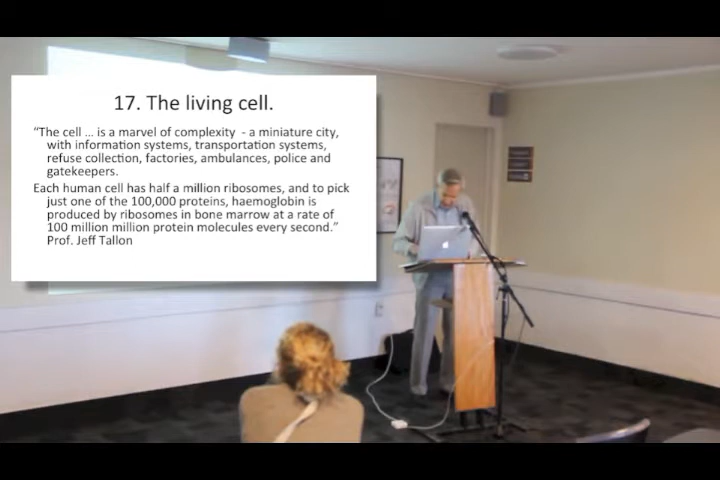 17. The living cell.
"The cell ... is a marvel of complexity - a miniature city,
with information systems, transportation systems,
refuse collection, factories, ambulances, police and
gatekeepers.
Each human cell has half a million ribosomes, and to pick
just one of the 100,000 proteins, haemoglobin is
produced by ribosomes in bone marrow at a rate of
100 million million protein molecules every second."
Prof. Jeff Tallon